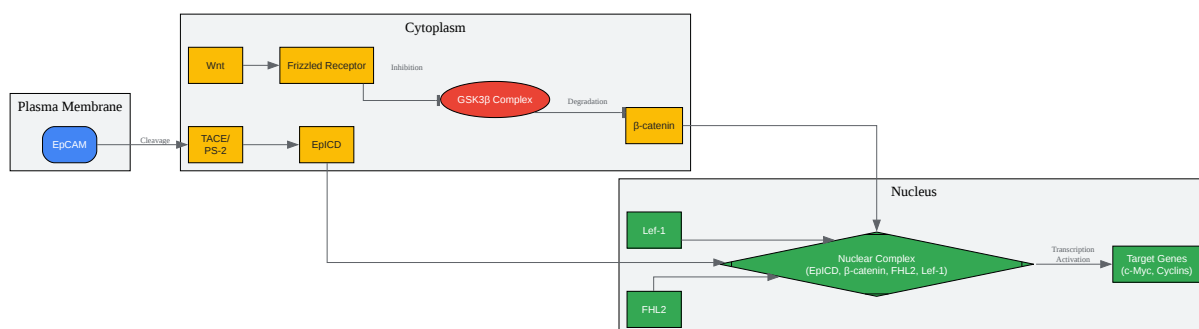 Cytoplasm
Wnt
Frizzled Receptor
Inhibition
GSK3β Complex
Degradation
β-catenin
Plasma Membrane
EpCAM
Cleavage
TACE/
PS-2
EpICD
Nucleus
Lef-1
Nuclear Complex
(EpICD, β-catenin, FHL2, Lef-1)
Transcription
Activation
Target Genes
(c-Myc, Cyclins)
FHL2